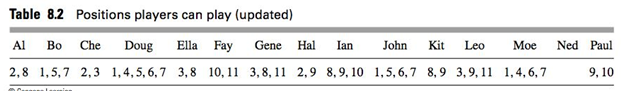 Table 8.2 Positions players can play (updated)
Al Bo Che Doug Ella Fay Gene Hal Ian John Kit Leo Moe Ned Paul
2, 8 1, 5, 7 2, 3 1, 4, 5, 6, 7 3, 8 10, 11 3, 8, 11 2, 9 8, 9, 10 1, 5, 6, 7 8, 9 3, 9, 11 1, 4, 6, 7 9, 10